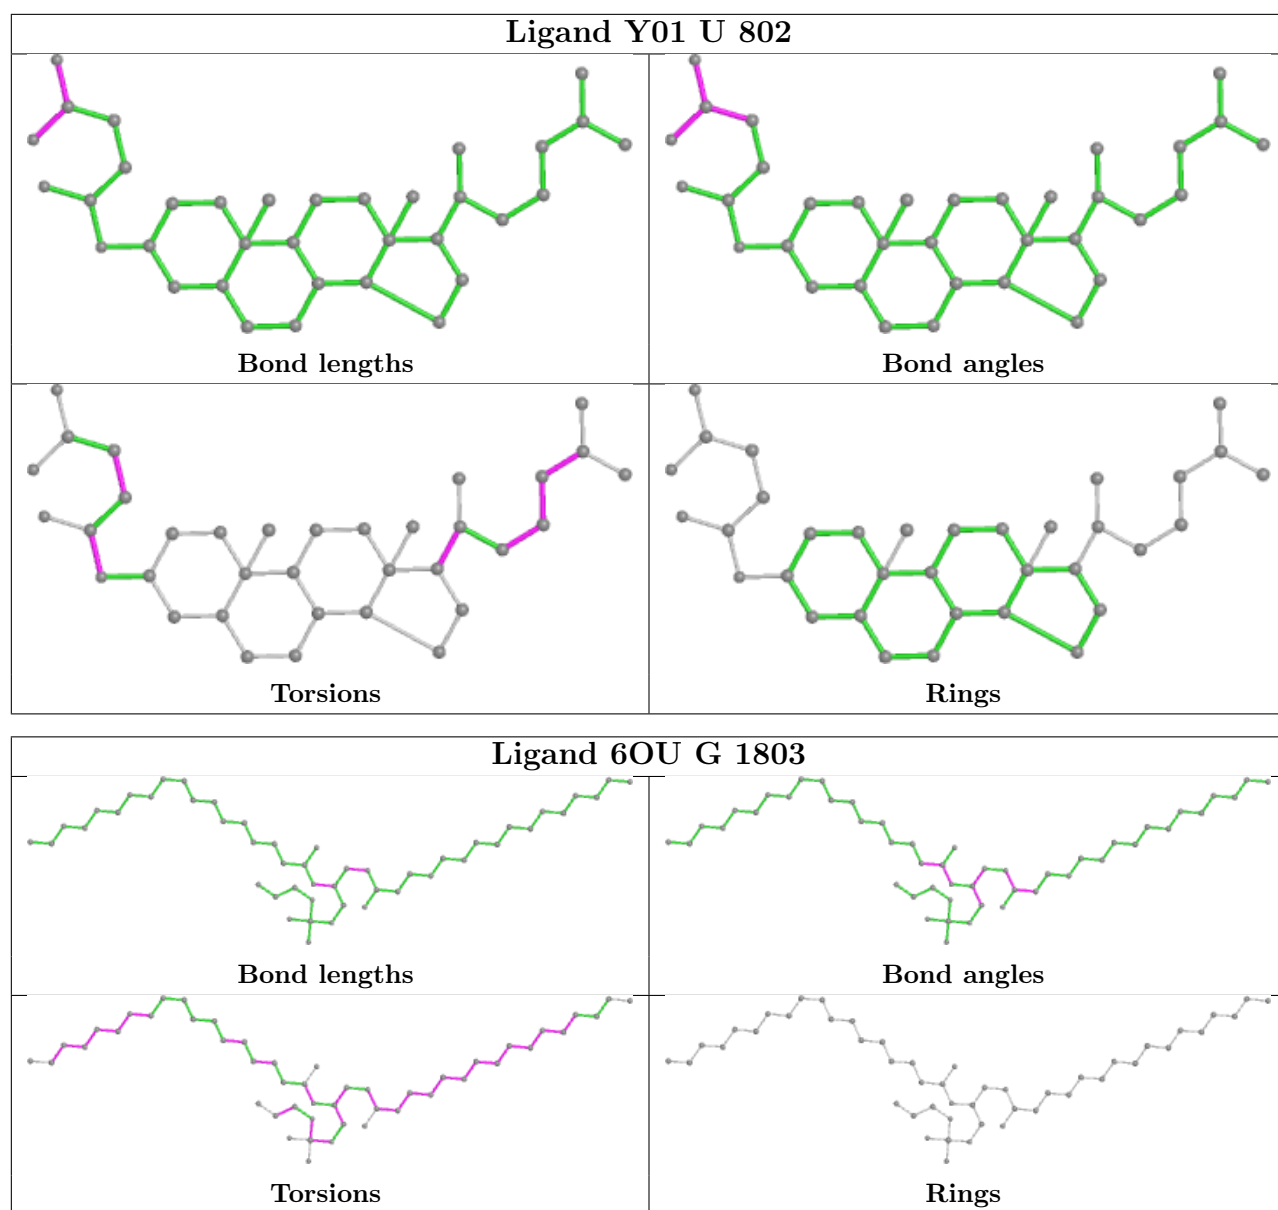 Ligand Y01 U 802
Bond lengths
Bond angles
Torsions
Rings
Ligand 6OU G 1803
Bond lengths
Bond angles
Torsions
Rings